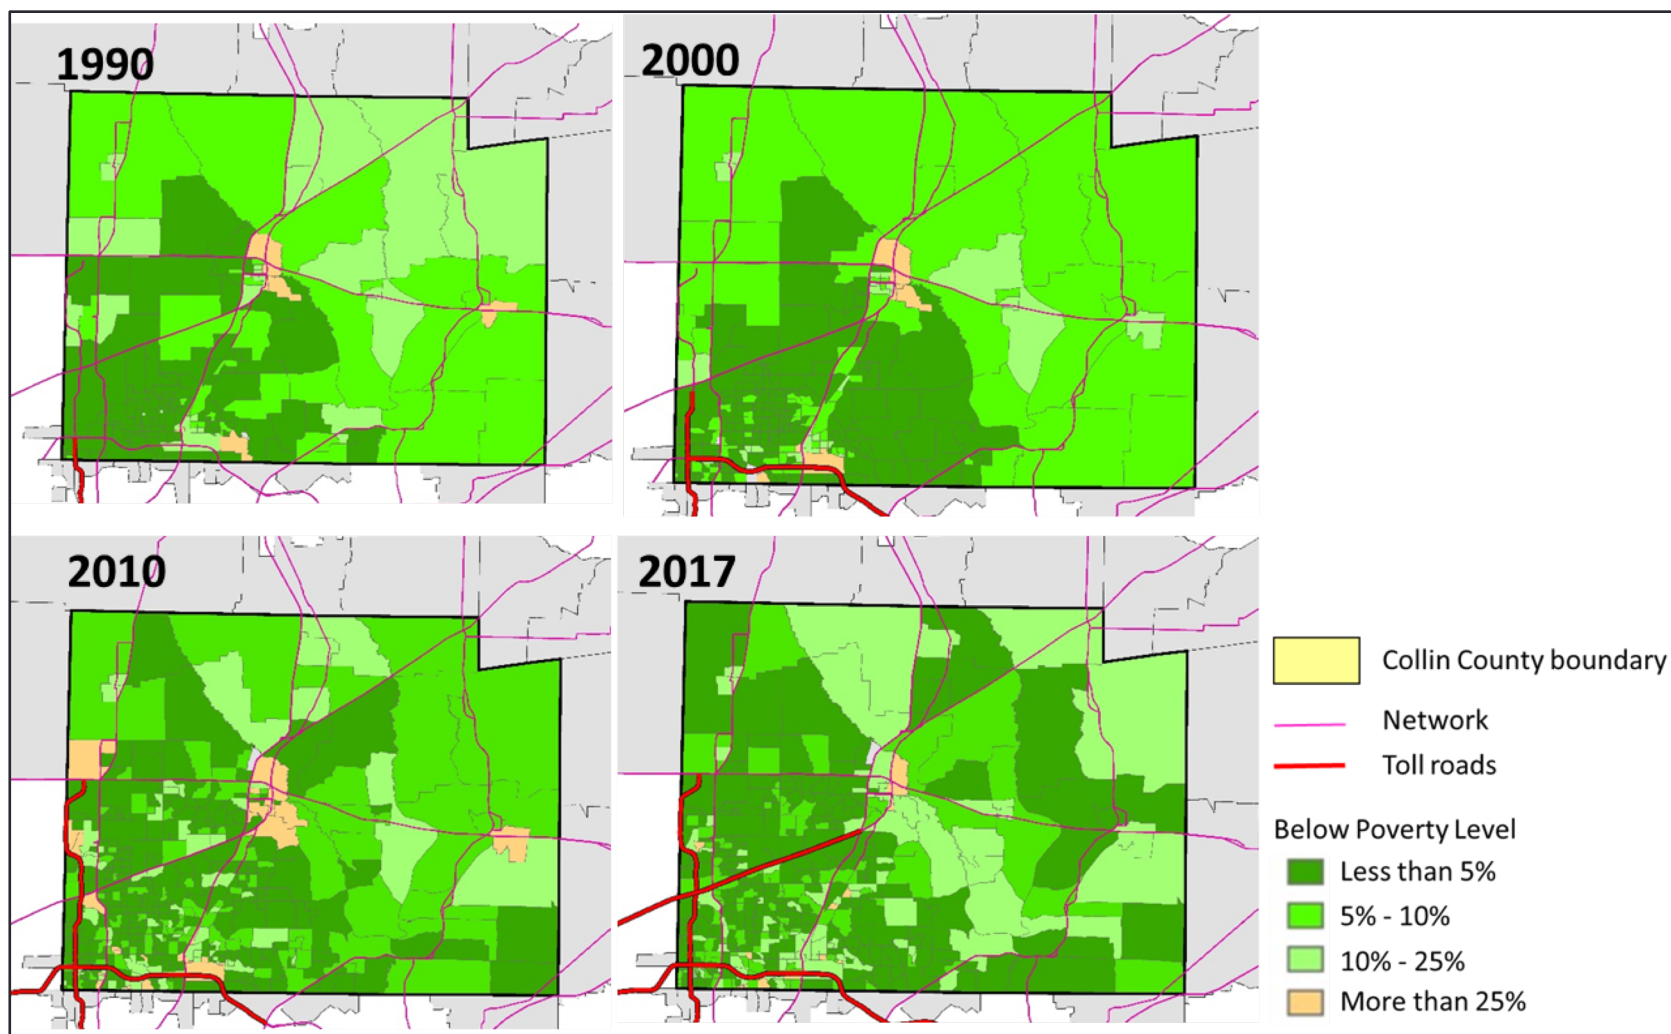 1990
2000
2010
2017
Collin County boundary
Network
Toll roads
Below Poverty Level
Less than 5%
5% - 10%
10% - 25%
More than 25%